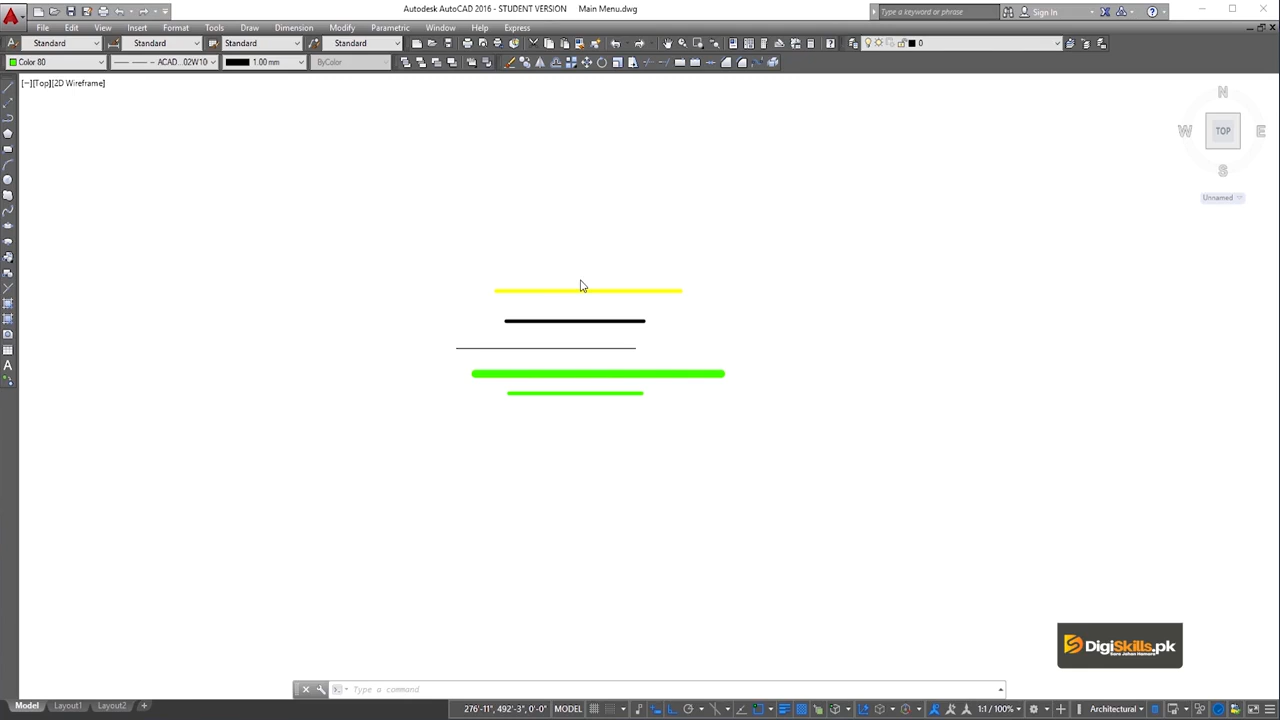 Autodesk AutoCAD 2016 - STUDENT VERSION Main Menu.dwg
Type a keyword or phrase
Sign In
File Edit View Insert Format Tools Draw Dimension Modify Parametric Window Help Express
Standard Standard Standard Standard 0
Color 80 ACAD...02W10 1.00 mm ByColor
[−][Top][2D Wireframe]
N
W TOP E
S
Unnamed
DigiSkills.pk
Type a command
Model Layout1 Layout2 + 276'-11", 492'-3", 0'-0" MODEL 1:1 / 100% Architectural